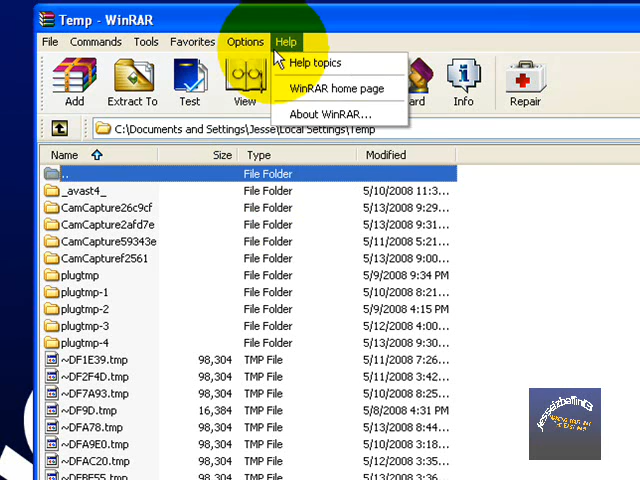 Temp - WinRAR
File Commands Tools Favorites Options Help
Help topics
WinRAR home page
About WinRAR...
Add Extract To Test View Info Repair
C:\Documents and Settings\Jesse\Local Settings\Temp
Name Size Type Modified
.. File Folder
_avast4_ File Folder 5/10/2008 11:3...
CamCapture26c9cf File Folder 5/13/2008 9:29...
CamCapture2afd7e File Folder 5/13/2008 9:31...
CamCapture59343e File Folder 5/11/2008 5:21...
CamCapturef2561 File Folder 5/13/2008 9:00...
plugtmp File Folder 5/9/2008 9:34 PM
plugtmp-1 File Folder 5/10/2008 8:21...
plugtmp-2 File Folder 5/9/2008 4:15 PM
plugtmp-3 File Folder 5/12/2008 4:00...
plugtmp-4 File Folder 5/13/2008 9:30...
~DF1E39.tmp 98,304 TMP File 5/11/2008 7:26...
~DF2F4D.tmp 98,304 TMP File 5/11/2008 3:42...
~DF7A93.tmp 98,304 TMP File 5/10/2008 8:25...
~DF9D.tmp 16,384 TMP File 5/8/2008 4:31 PM
~DFA78.tmp 98,304 TMP File 5/13/2008 8:44...
~DFA9E0.tmp 98,304 TMP File 5/10/2008 3:18...
~DFAC20.tmp 98,304 TMP File 5/12/2008 3:35...
98,304 TMP File